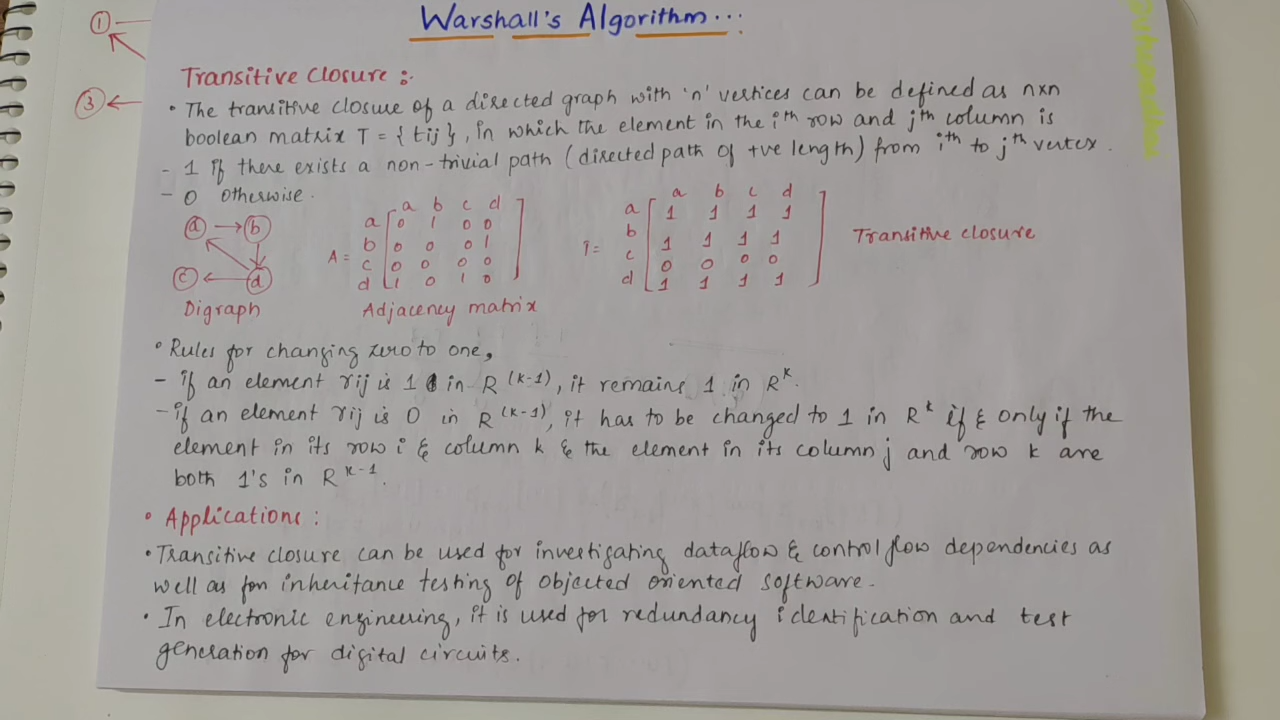 Warshall's Algorithm...
Transitive Closure :-
• The transitive closure of a directed graph with 'n' vertices can be defined as nxn
boolean matrix T = { tij }, in which the element in the ith row and jth column is
- 1 if there exists a non-trivial path (directed path of +ve length) from ith to jth vertex.
- 0 otherwise.
a b c d
a 0 1 0 0
b 0 0 0 1
A = c 0 0 0 0
d 1 0 1 0
a b c d
a 1 1 1 1
b 1 1 1 1
T = c 0 0 0 0
d 1 1 1 1
Transitive closure
a b
c d
Digraph
Adjacency matrix
• Rules for changing zero to one,
- if an element rij is 1 in R(k-1), it remains 1 in Rk.
- if an element rij is 0 in R(k-1), it has to be changed to 1 in Rk if & only if the
element in its row i & column k & the element in its column j and row k are
both 1's in Rk-1.
• Applications :
• Transitive closure can be used for investigating dataflow & control flow dependencies as
well as for inheritance testing of objected oriented software.
• In electronic engineering, it is used for redundancy identification and test
generation for digital circuits.
1
3